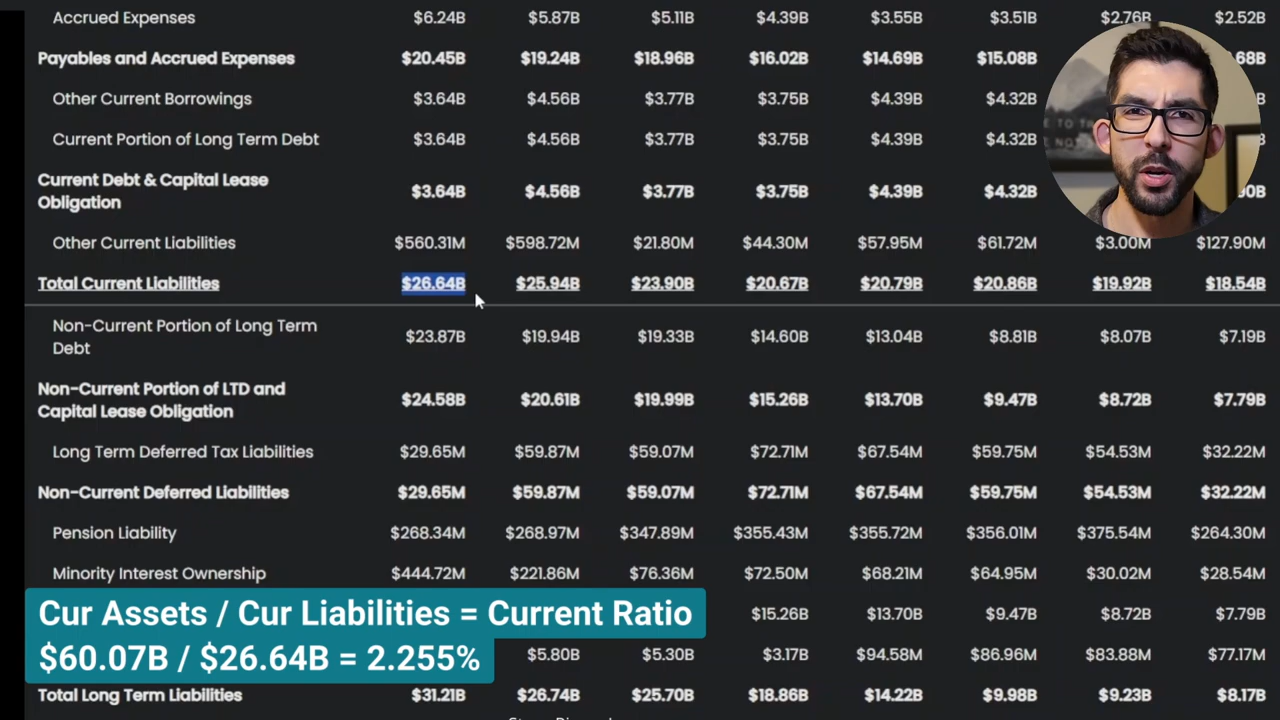 Accrued Expenses $6.24B $5.87B $5.11B $4.39B $3.55B $3.51B $2.76B $2.52B
Payables and Accrued Expenses $20.45B $19.24B $18.96B $16.02B $14.69B $15.08B
Other Current Borrowings $3.64B $4.56B $3.77B $3.75B $4.39B $4.32B
Current Portion of Long Term Debt $3.64B $4.56B $3.77B $3.75B $4.39B $4.32B
Current Debt & Capital Lease
Obligation $3.64B $4.56B $3.77B $3.75B $4.39B $4.32B
Other Current Liabilities $560.31M $598.72M $21.80M $44.30M $57.95M $61.72M $3.00M $127.90M
Total Current Liabilities $26.64B $25.94B $23.90B $20.67B $20.79B $20.86B $19.92B $18.54B
Non-Current Portion of Long Term
Debt $23.87B $19.94B $19.33B $14.60B $13.04B $8.81B $8.07B $7.19B
Non-Current Portion of LTD and
Capital Lease Obligation $24.58B $20.61B $19.99B $15.26B $13.70B $9.47B $8.72B $7.79B
Long Term Deferred Tax Liabilities $29.65M $59.87M $59.07M $72.71M $67.54M $59.75M $54.53M $32.22M
Non-Current Deferred Liabilities $29.65M $59.87M $59.07M $72.71M $67.54M $59.75M $54.53M $32.22M
Pension Liability $268.34M $268.97M $347.89M $355.43M $355.72M $356.01M $375.54M $264.30M
Minority Interest Ownership $444.72M $221.86M $76.36M $72.50M $68.21M $64.95M $30.02M $28.54M
Cur Assets / Cur Liabilities = Current Ratio $15.26B $13.70B $9.47B $8.72B $7.79B
$60.07B / $26.64B = 2.255% $5.80B $5.30B $3.17B $94.58M $86.96M $83.88M $77.17M
Total Long Term Liabilities $31.21B $26.74B $25.70B $18.86B $14.22B $9.98B $9.23B $8.17B